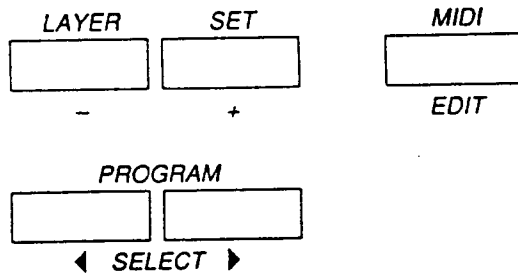 LAYER SET MIDI
− + EDIT
PROGRAM
◀ SELECT ▶